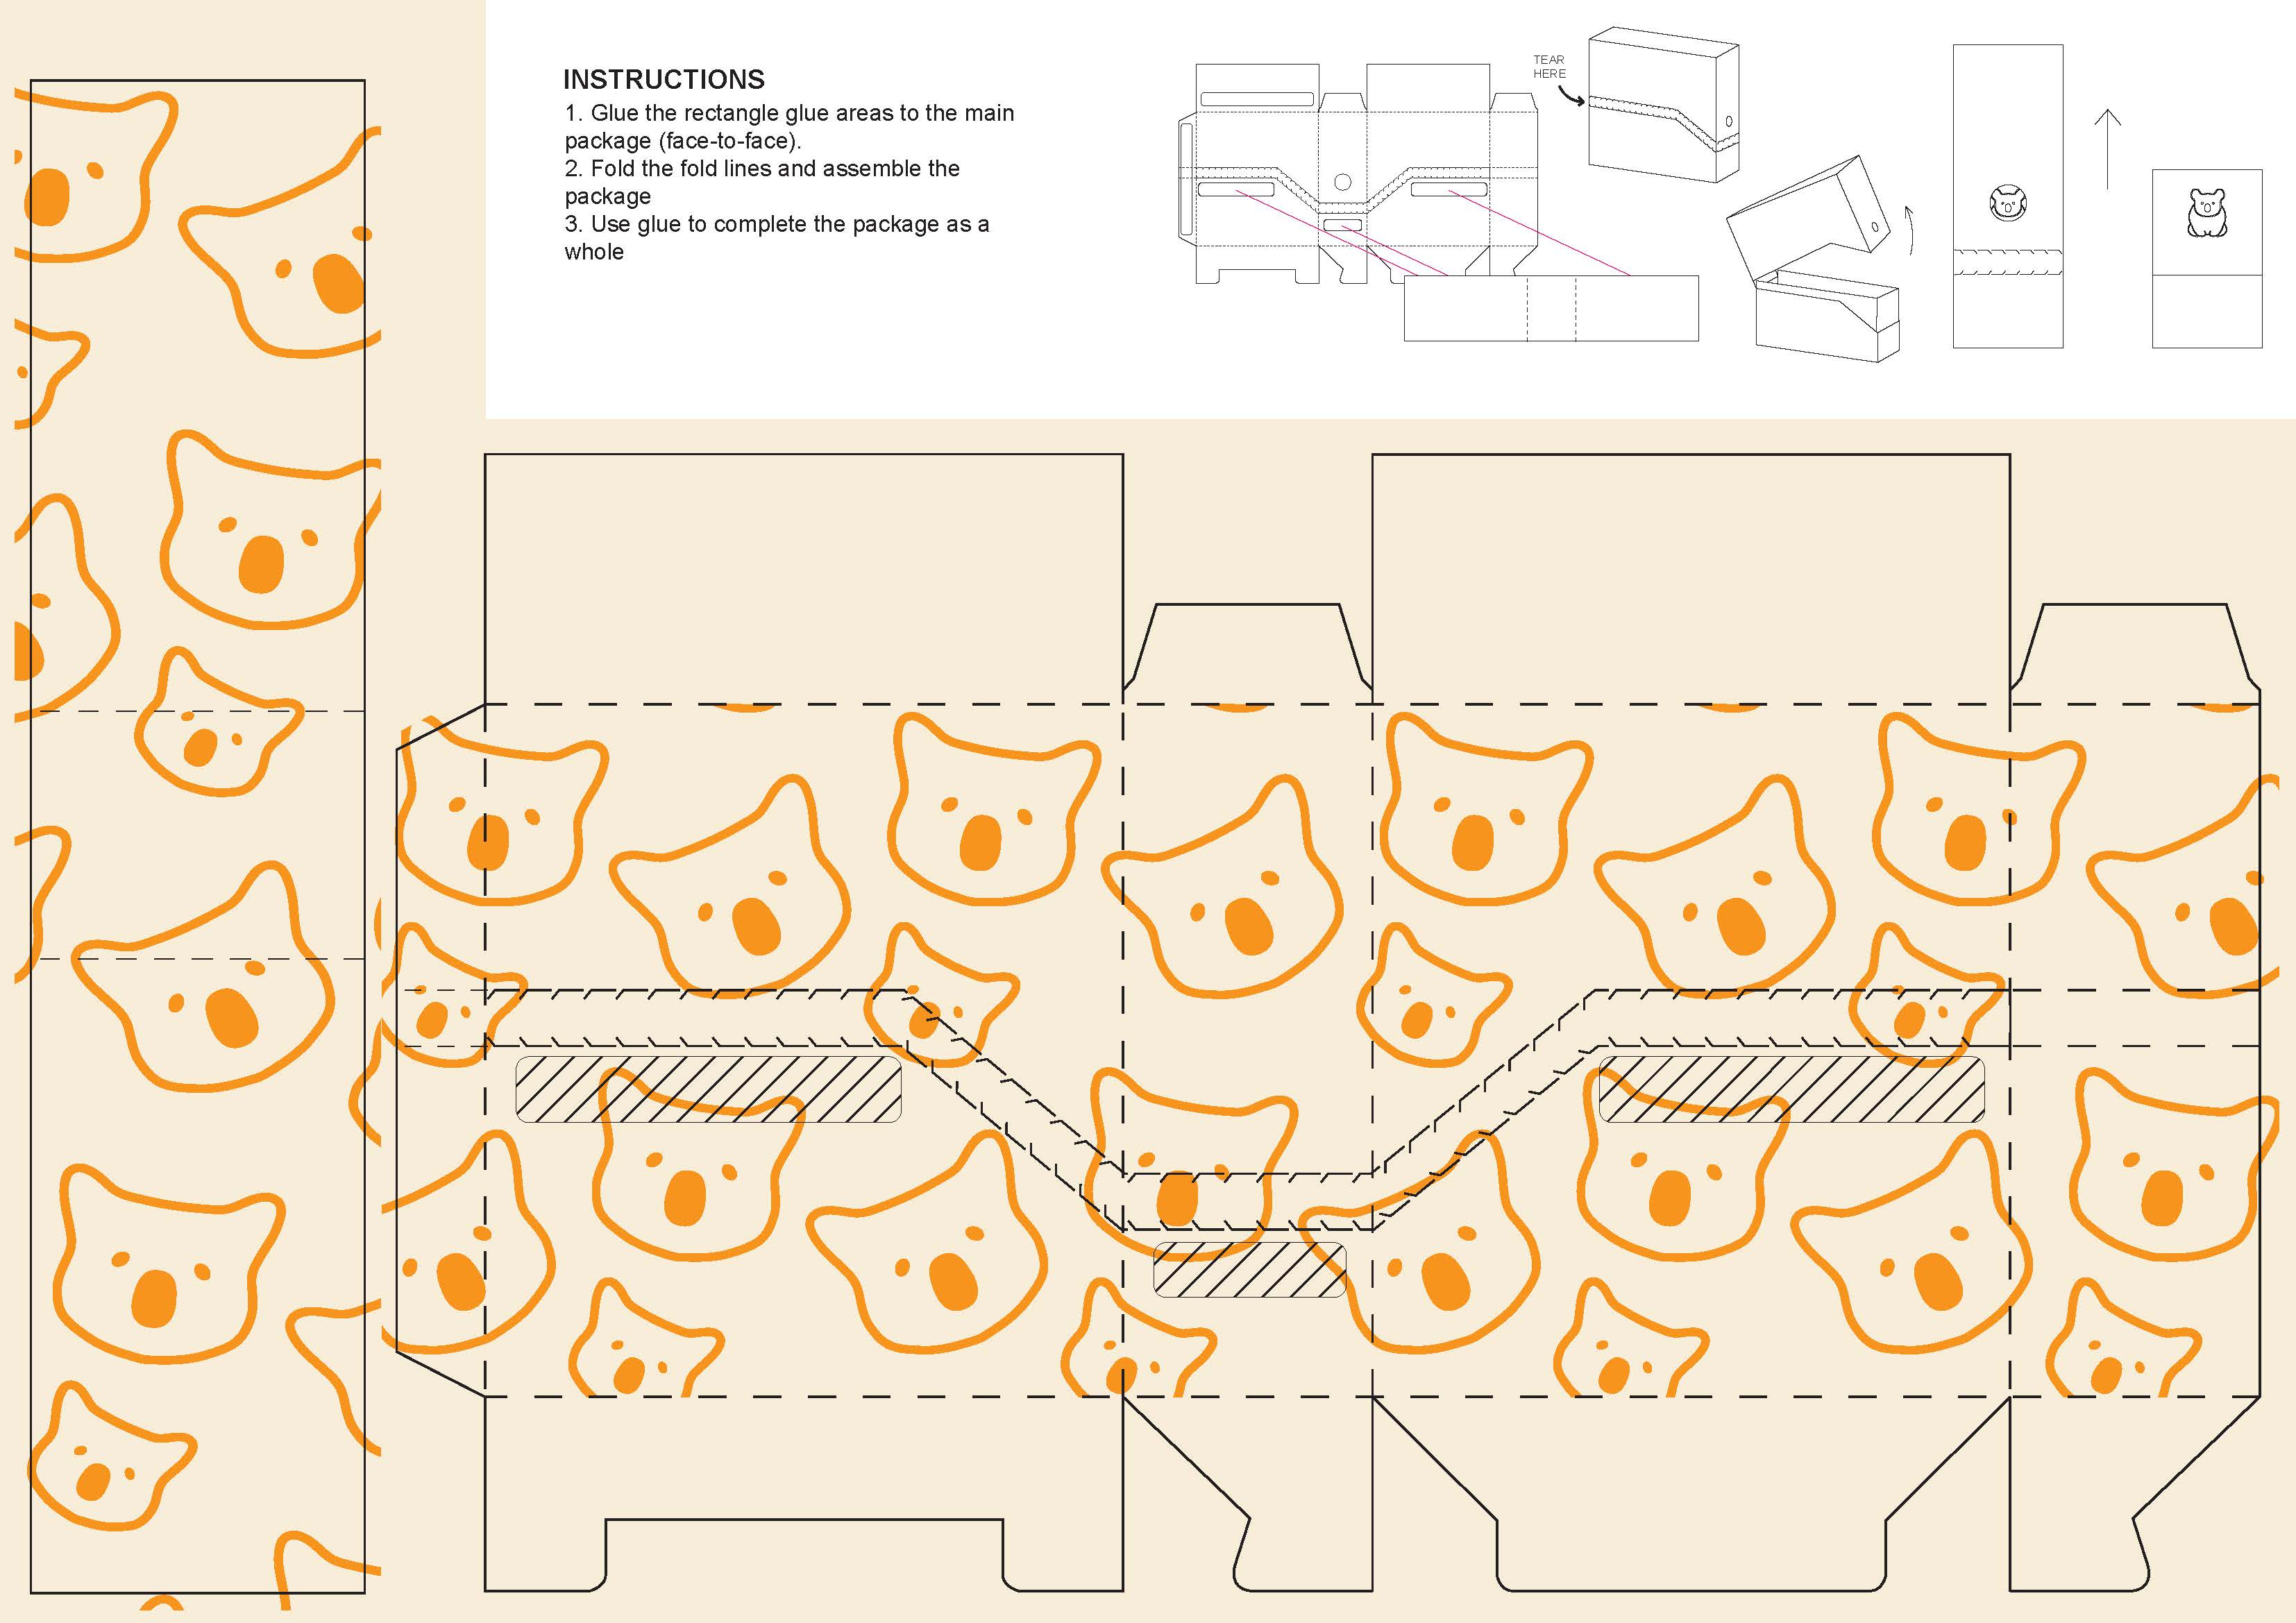 INSTRUCTIONS
1. Glue the rectangle glue areas to the main
package (face-to-face).
2. Fold the fold lines and assemble the
package
3. Use glue to complete the package as a
whole
TEAR
HERE